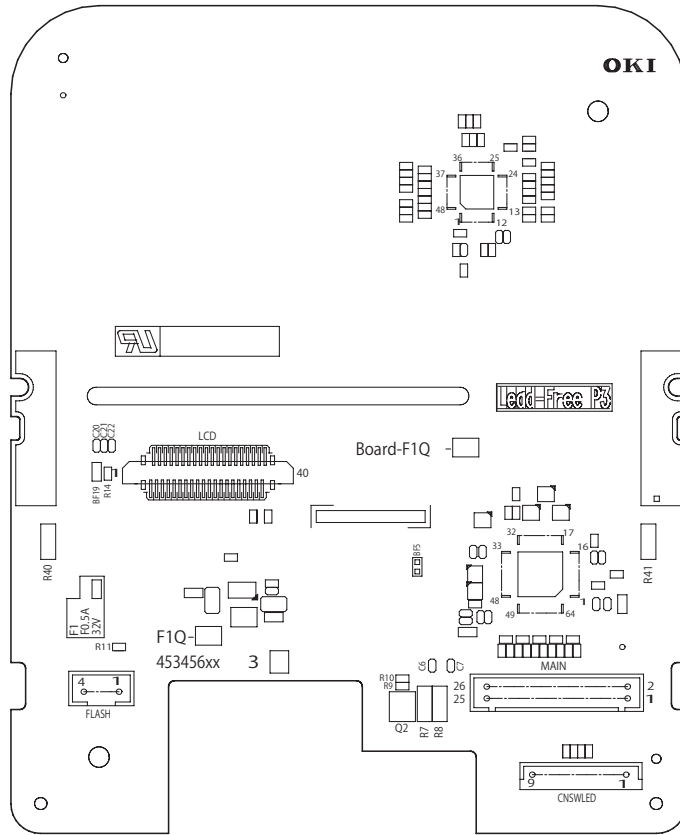 OKI
36 25
37 24
48 13
1 12
Lead-Free P3
C20
C21
C22
LCD
Board-F1Q
BF19
R14
1
40
32 17
33 16
48 1
49 64
BF5
R40
R41
F1
F0.5A
32V
R11
F1Q
453456xx 3
4 1
FLASH
C6
C7
R10
R9
Q2
R7
R8
MAIN
26 2
25 1
9 1
CNSWLED